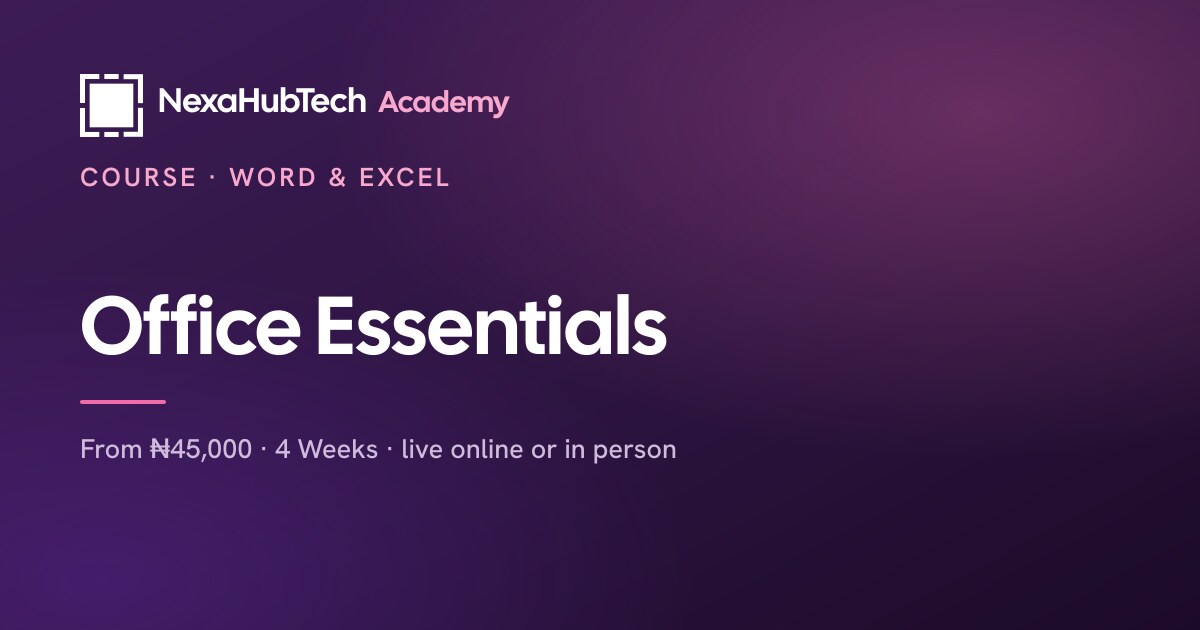 NexaHubTech Academy
COURSE · WORD & EXCEL
Office Essentials
From ₦45,000 · 4 Weeks · live online or in person